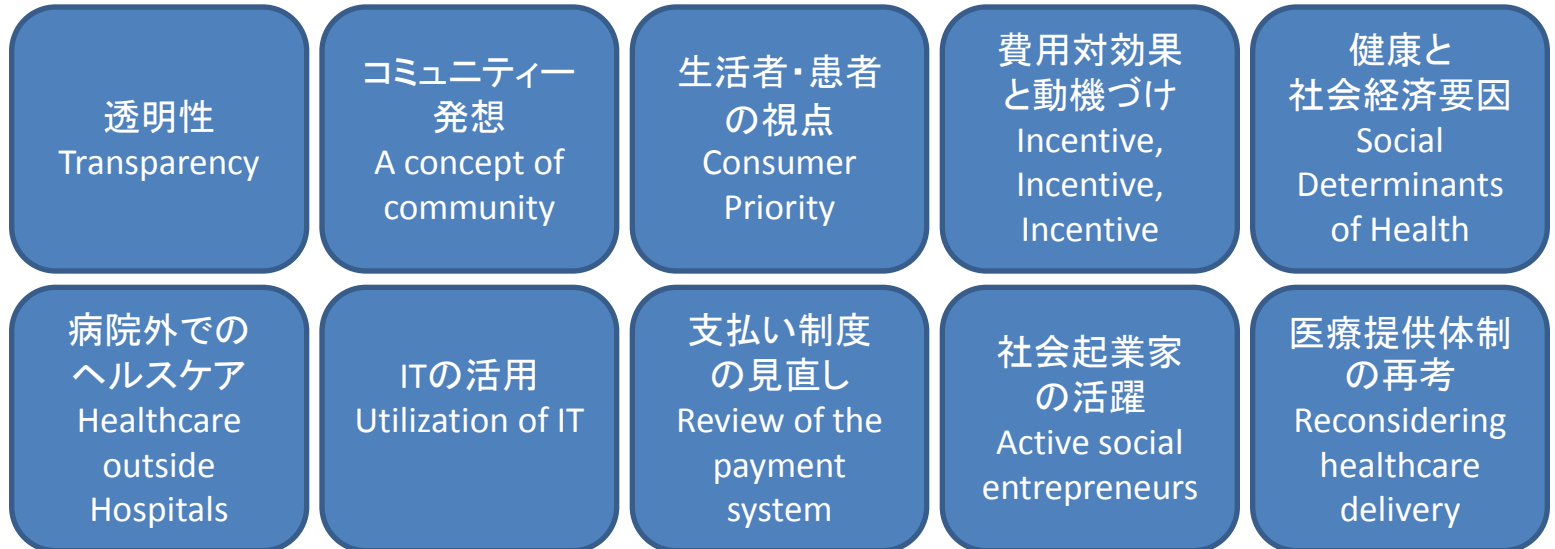 透明性
Transparency
コミュニティー
発想
A concept of
community
生活者・患者
の視点
Consumer
Priority
費用対効果
と動機づけ
Incentive,
Incentive,
Incentive
健康と
社会経済要因
Social
Determinants
of Health
病院外での
ヘルスケア
Healthcare
outside
Hospitals
ITの活用
Utilization of IT
支払い制度
の見直し
Review of the
payment
system
社会起業家
の活躍
Active social
entrepreneurs
医療提供体制
の再考
Reconsidering
healthcare
delivery